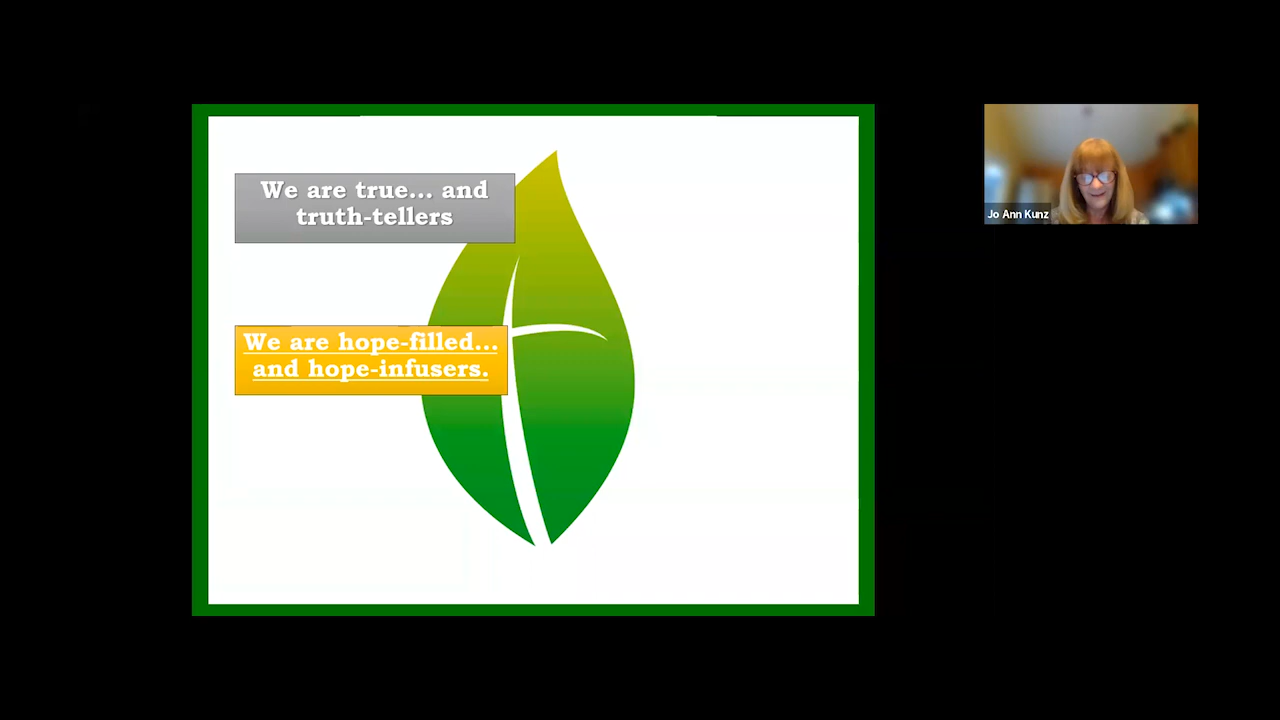 We are true... and
truth-tellers
We are hope-filled...
and hope-infusers.
Jo Ann Kunz